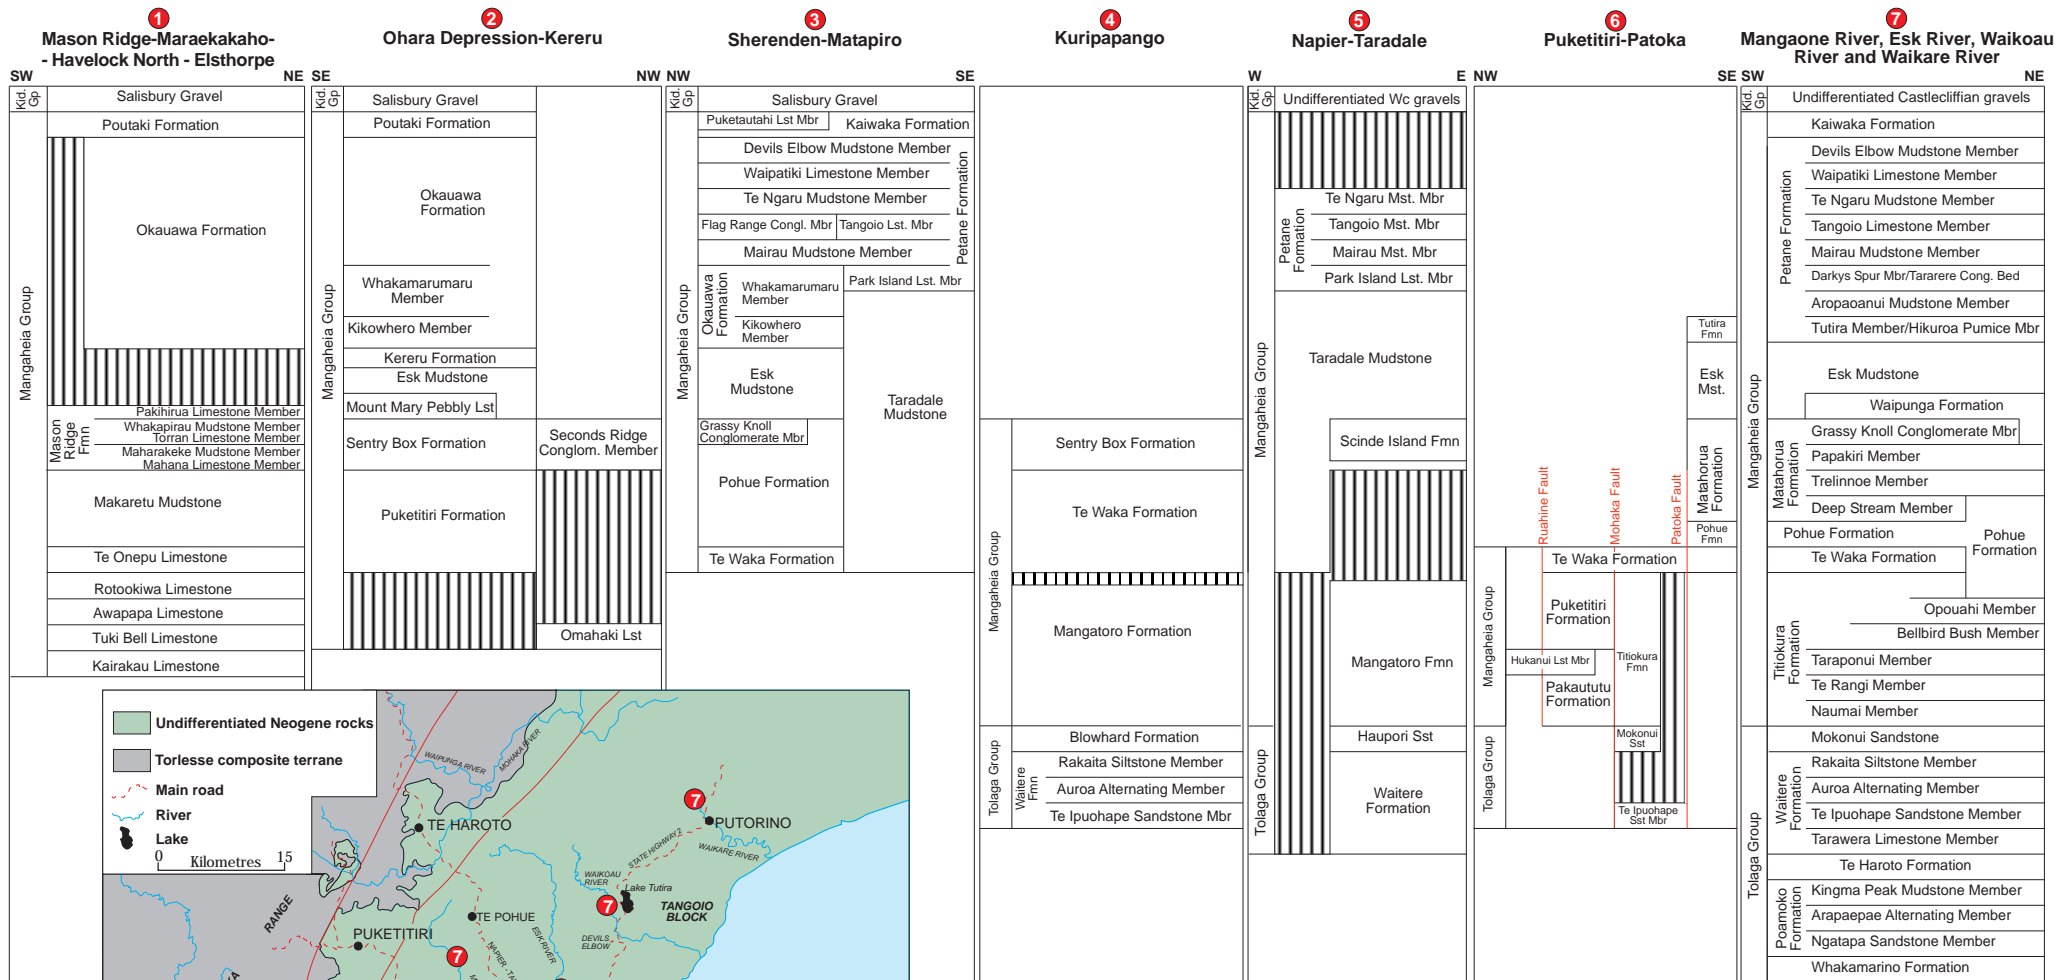 1
Mason Ridge-Maraekakaho-
- Havelock North - Elsthorpe
SW
NE
Kid.
Gp
Salisbury Gravel
Poutaki Formation
Mangaheia Group
Okauawa Formation
Mason
Ridge
Fmn
Pakihirua Limestone Member
Whakapirau Mudstone Member
Torran Limestone Member
Maharakeke Mudstone Member
Mahana Limestone Member
Makaretu Mudstone
Te Onepu Limestone
Rotookiwa Limestone
Awapapa Limestone
Tuki Bell Limestone
Kairakau Limestone
2
Ohara Depression-Kereru
SE
NW
Kid.
Gp
Salisbury Gravel
Poutaki Formation
Mangaheia Group
Okauawa
Formation
Whakamarumaru
Member
Kikowhero Member
Kereru Formation
Esk Mudstone
Mount Mary Pebbly Lst
Sentry Box Formation
Seconds Ridge
Conglom. Member
Puketitiri Formation
Omahaki Lst
3
Sherenden-Matapiro
NW
SE
Kid.
Gp
Salisbury Gravel
Puketautahi Lst Mbr
Kaiwaka Formation
Mangaheia Group
Devils Elbow Mudstone Member
Waipatiki Limestone Member
Te Ngaru Mudstone Member
Flag Range Congl. Mbr
Tangoio Lst. Mbr
Mairau Mudstone Member
Petane Formation
Okauawa
Formation
Whakamarumaru
Member
Kikowhero
Member
Park Island Lst. Mbr
Esk
Mudstone
Taradale
Mudstone
Grassy Knoll
Conglomerate Mbr
Pohue Formation
Te Waka Formation
4
Kuripapango
Mangaheia Group
Sentry Box Formation
Te Waka Formation
Mangatoro Formation
Tolaga Group
Blowhard Formation
Waitere
Fmn
Rakaita Siltstone Member
Auroa Alternating Member
Te Ipuohape Sandstone Mbr
5
Napier-Taradale
W
E
Kid.
Gp
Undifferentiated Wc gravels
Mangaheia Group
Petane
Formation
Te Ngaru Mst. Mbr
Tangoio Mst. Mbr
Mairau Mst. Mbr
Park Island Lst. Mbr
Taradale Mudstone
Scinde Island Fmn
Mangatoro Fmn
Tolaga Group
Haupori Sst
Waitere
Formation
6
Puketitiri-Patoka
NW
SE
Tutira
Fmn
Esk
Mst.
Matahorua
Formation
Pohue
Fmn
Ruahine Fault
Mohaka Fault
Patoka Fault
Mangaheia Group
Te Waka Formation
Puketitiri
Formation
Hukanui Lst Mbr
Titiokura
Fmn
Pakaututu
Formation
Tolaga Group
Mokonui
Sst
Te Ipuohape
Sst Mbr
7
Mangaone River, Esk River, Waikoau
River and Waikare River
SW
NE
Kid.
Gp
Undifferentiated Castlecliffian gravels
Mangaheia Group
Kaiwaka Formation
Petane Formation
Devils Elbow Mudstone Member
Waipatiki Limestone Member
Te Ngaru Mudstone Member
Tangoio Limestone Member
Mairau Mudstone Member
Darkys Spur Mbr/Tararere Cong. Bed
Aropaoanui Mudstone Member
Tutira Member/Hikuroa Pumice Mbr
Esk Mudstone
Waipunga Formation
Matahorua
Formation
Grassy Knoll Conglomerate Mbr
Papakiri Member
Trelinnoe Member
Deep Stream Member
Pohue Formation
Pohue
Formation
Te Waka Formation
Titiokura
Formation
Opouahi Member
Bellbird Bush Member
Taraponui Member
Te Rangi Member
Naumai Member
Tolaga Group
Mokonui Sandstone
Waitere
Formation
Rakaita Siltstone Member
Auroa Alternating Member
Te Ipuohape Sandstone Member
Tarawera Limestone Member
Te Haroto Formation
Poamoko
Formation
Kingma Peak Mudstone Member
Arapaepae Alternating Member
Ngatapa Sandstone Member
Whakamarino Formation
Undifferentiated Neogene rocks
Torlesse composite terrane
Main road
River
Lake
0 Kilometres 15
WAIPUNGA RIVER
MOHAKA RIVER
TE HAROTO
7
PUTORINO
STATE HIGHWAY 2
WAIKARE RIVER
WAIKOAU
RIVER
Lake Tutira
7
TANGOIO
BLOCK
RANGE
TE POHUE
PUKETITIRI
7
ESK RIVER
DEVILS
ELBOW